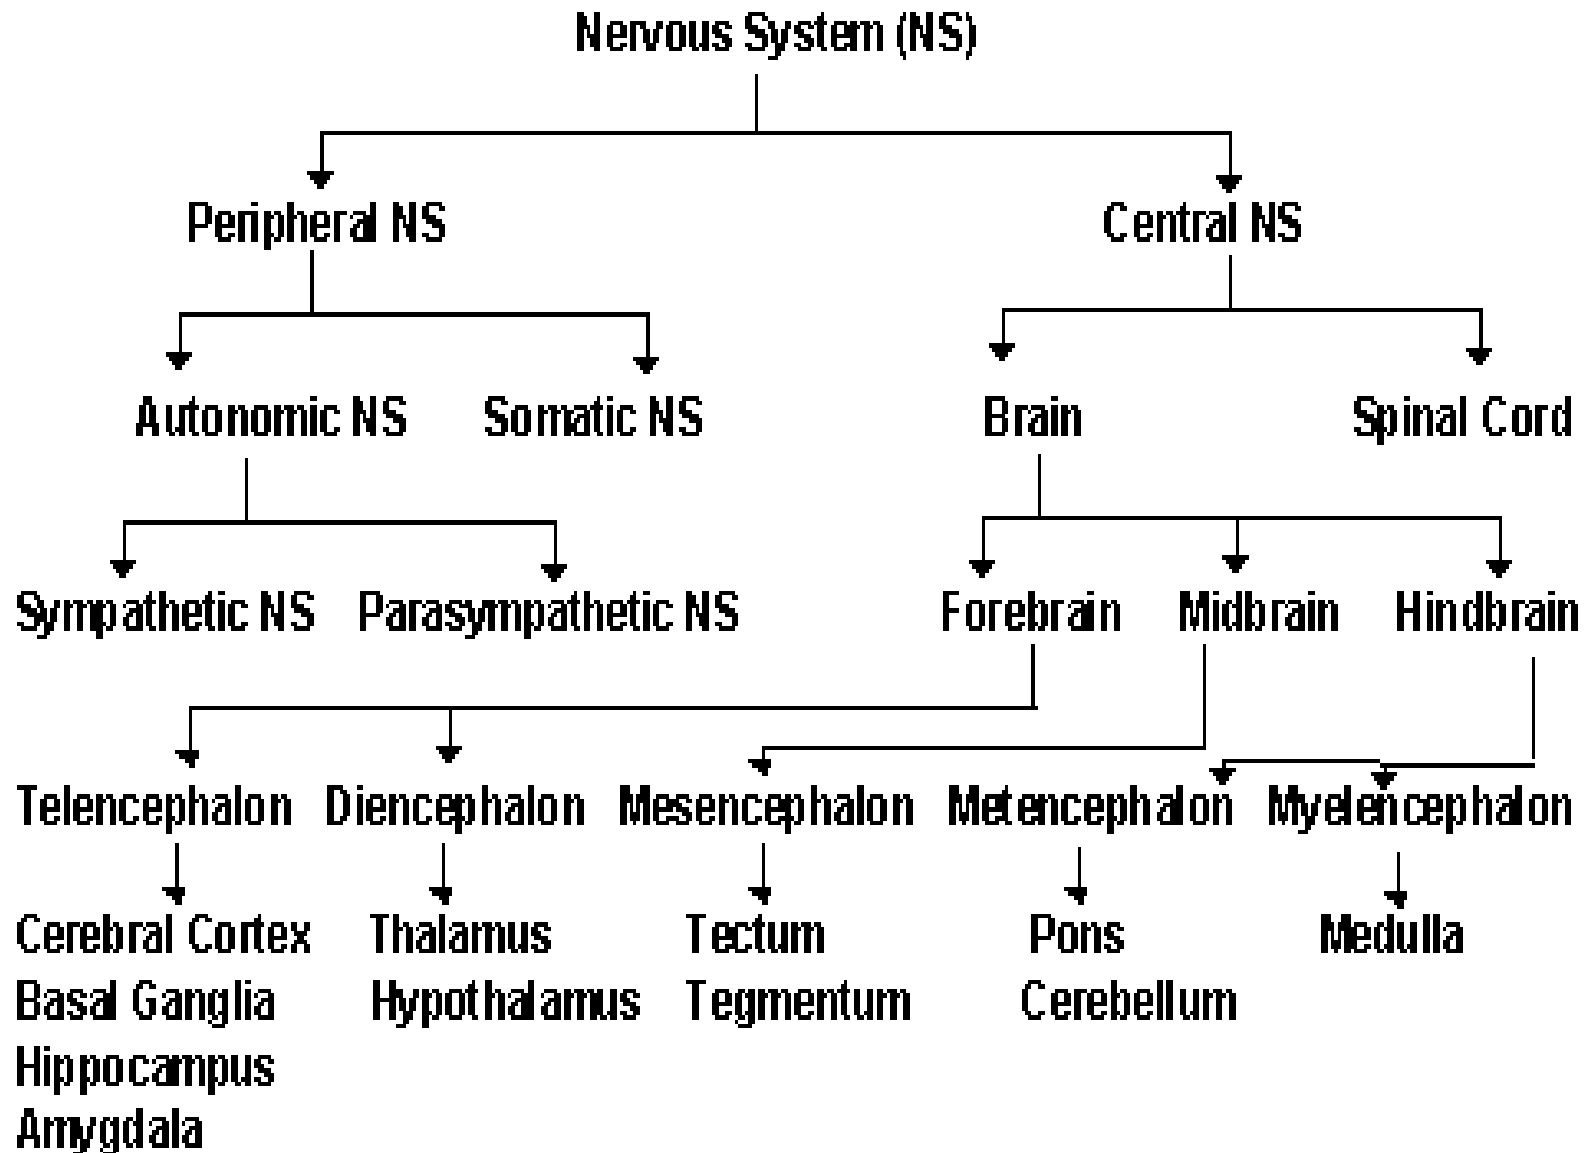 Nervous System (NS)
Peripheral NS Central NS
Autonomic NS Somatic NS Brain Spinal Cord
Sympathetic NS Parasympathetic NS Forebrain Midbrain Hindbrain
Telencephalon Diencephalon Mesencephalon Metencephalon Myelencephalon
Cerebral Cortex Thalamus Tectum Pons Medulla
Basal Ganglia Hypothalamus Tegmentum Cerebellum
Hippocampus
Amygdala